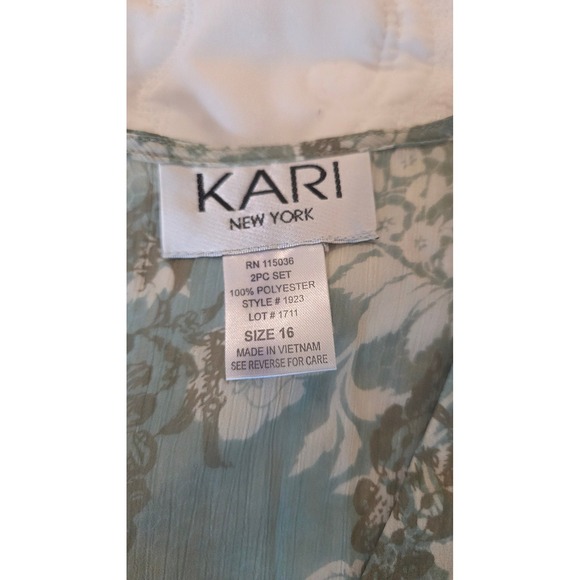 KARI
NEW YORK
RN 115036
2PC SET
100% POLYESTER
STYLE # 1923
LOT # 1711
SIZE 16
MADE IN VIETNAM
SEE REVERSE FOR CARE